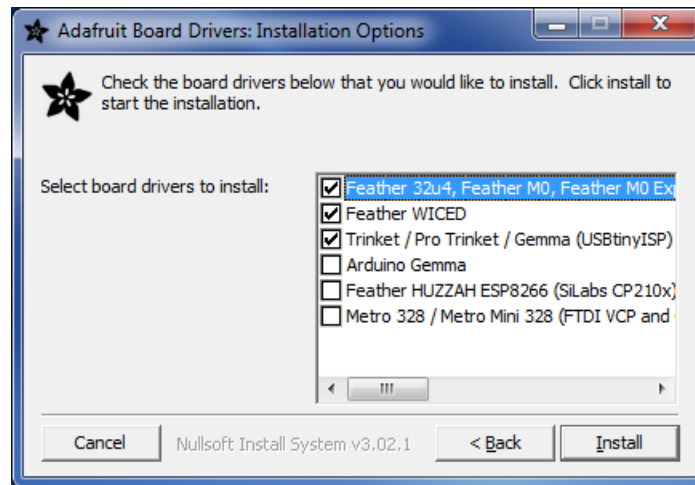 Adafruit Board Drivers: Installation Options
Check the board drivers below that you would like to install. Click install to
start the installation.
Select board drivers to install:
Feather 32u4, Feather M0, Feather M0
Feather WICED
Trinket / Pro Trinket / Gemma (USBtinyISP)
Arduino Gemma
Feather HUZZAH ESP8266 (SiLabs CP210x)
Metro 328 / Metro Mini 328 (FTDI VCP and
Cancel
Nullsoft Install System v3.02.1
< Back
Install